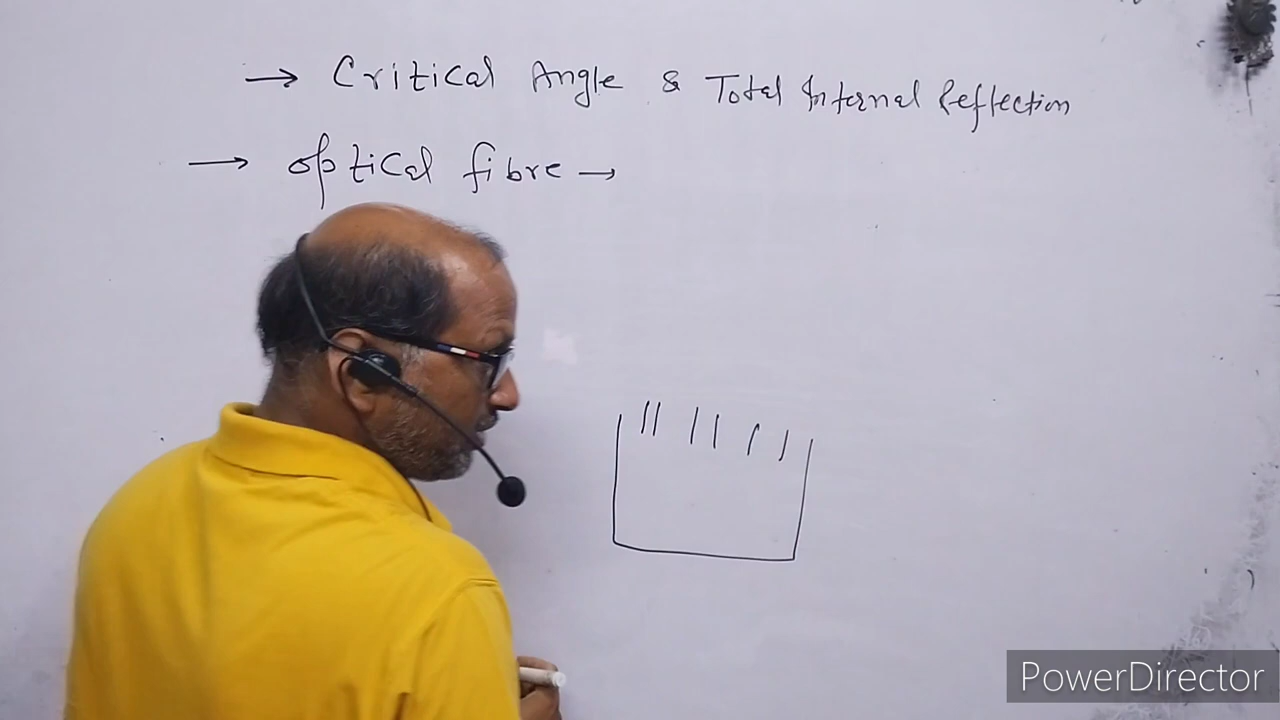 → Critical Angle & Total Internal Reflection
→ optical fibre →
PowerDirector